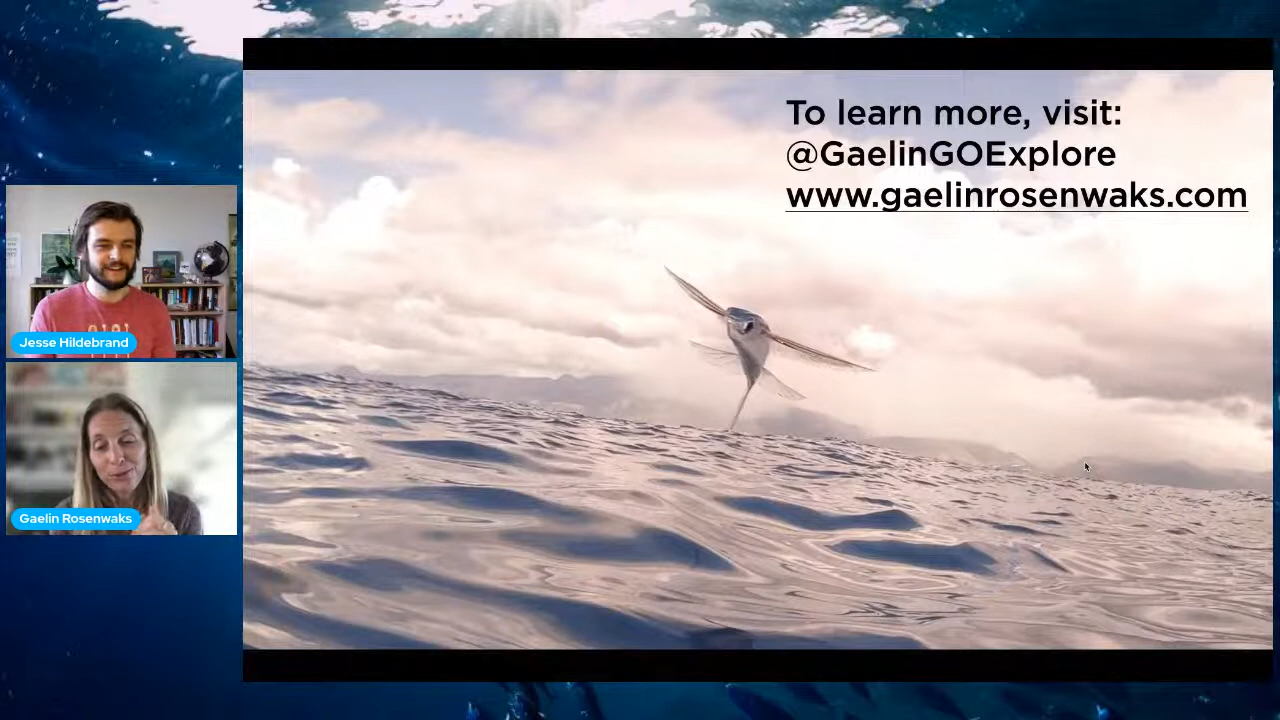 To learn more, visit:
@GaelinGOExplore
www.gaelinrosenwaks.com
Jesse Hildebrand
Gaelin Rosenwaks